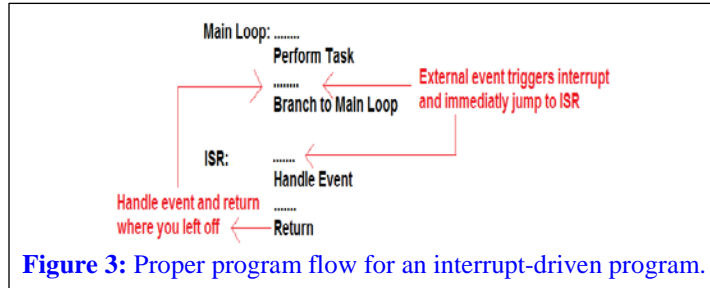 Main Loop: ........
Perform Task
........
Branch to Main Loop
External event triggers interrupt
and immediatly jump to ISR
ISR: .......
Handle Event
.......
Return
Handle event and return
where you left off
Figure 3: Proper program flow for an interrupt-driven program.